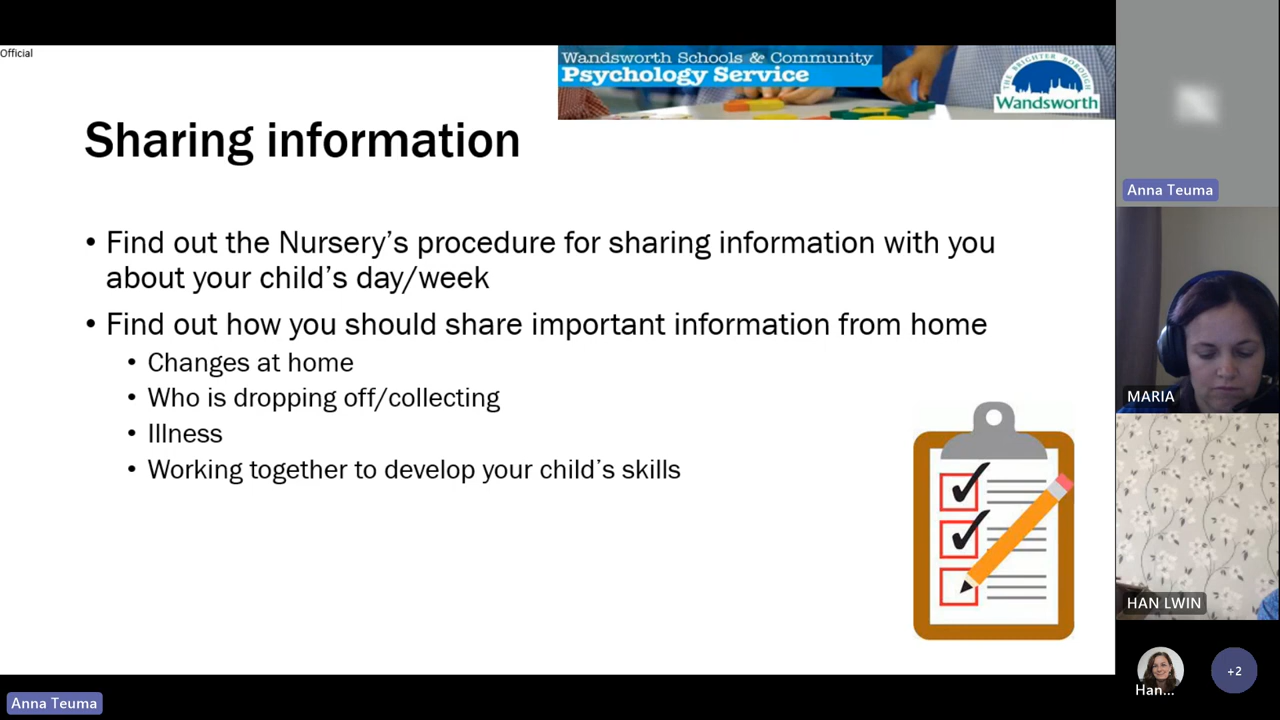 Official
Wandsworth Schools & Community
Psychology Service
THE BRIGHTER BOROUGH
Wandsworth
Sharing information
• Find out the Nursery’s procedure for sharing information with you
about your child’s day/week
• Find out how you should share important information from home
• Changes at home
• Who is dropping off/collecting
• Illness
• Working together to develop your child’s skills
Anna Teuma
MARIA
HAN LWIN
Han...
+2
Anna Teuma